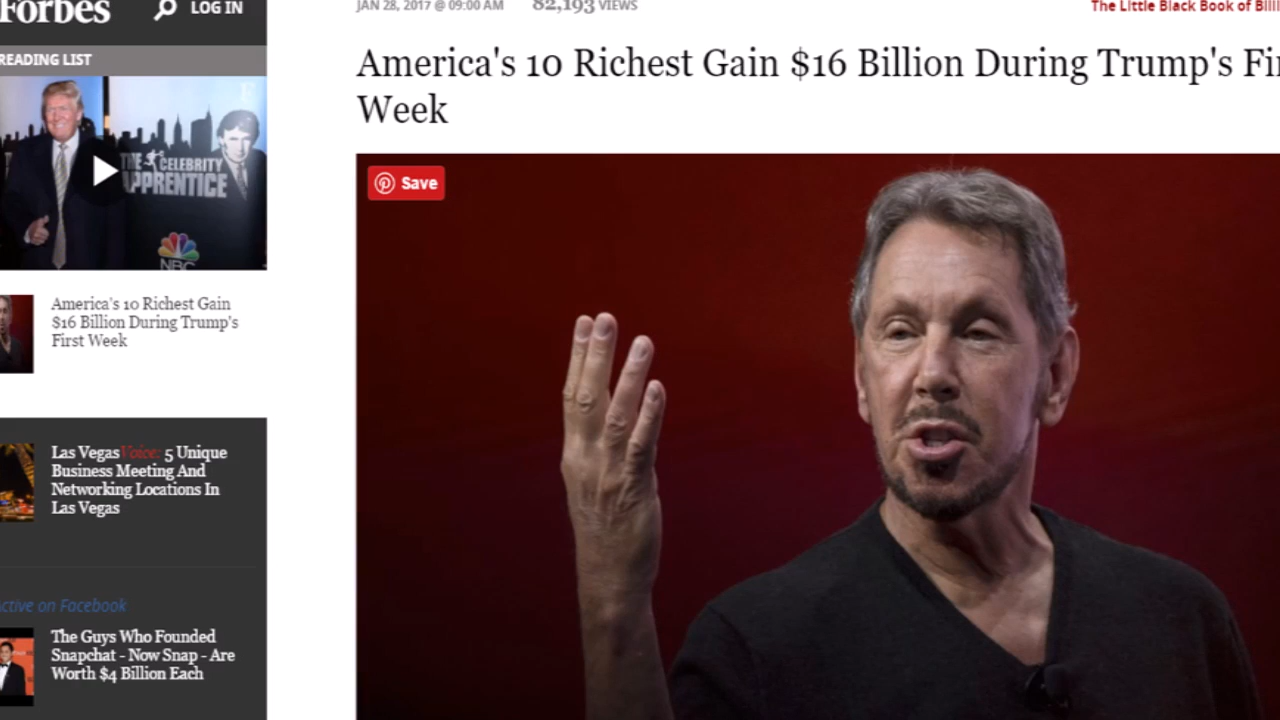 Forbes
LOG IN
READING LIST
THE CELEBRITY
APPRENTICE
NBC
America's 10 Richest Gain
$16 Billion During Trump's
First Week
Las Vegas Voice: 5 Unique
Business Meeting And
Networking Locations In
Las Vegas
Active on Facebook
The Guys Who Founded
Snapchat - Now Snap - Are
Worth $4 Billion Each
JAN 28, 2017 @ 09:00 AM 82,193 VIEWS
The Little Black Book of Billi
America's 10 Richest Gain $16 Billion During Trump's Fir
Week
Save